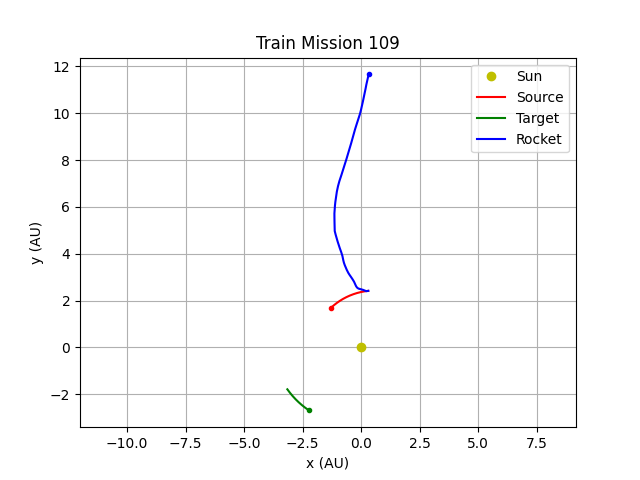 Train Mission 109
Sun
Source
Target
Rocket
y (AU)
12
10
8
6
4
2
0
−2
−10.0 −7.5 −5.0 −2.5 0.0 2.5 5.0 7.5
x (AU)